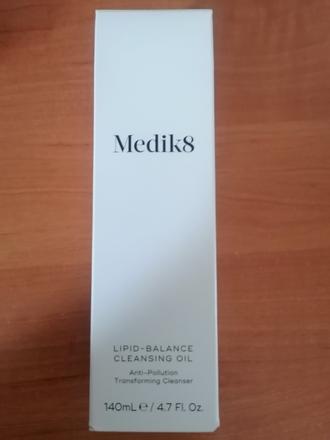 Medik8
LIPID-BALANCE
CLEANSING OIL
Anti-Pollution
Transforming Cleanser
140mL ℮ / 4.7 Fl. Oz.